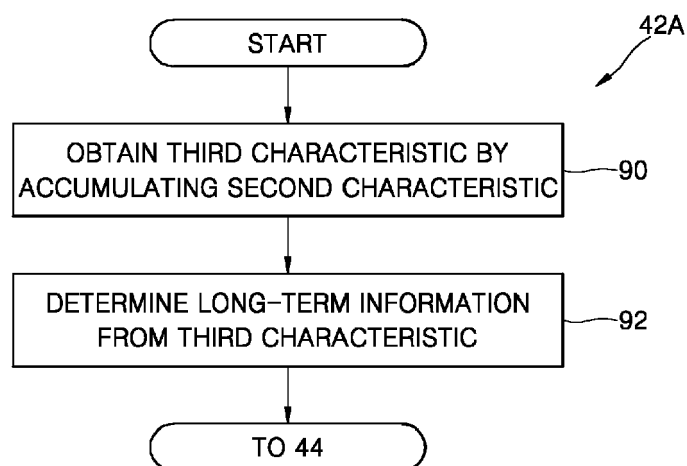 START
42A
OBTAIN THIRD CHARACTERISTIC BY
ACCUMULATING SECOND CHARACTERISTIC
90
DETERMINE LONG-TERM INFORMATION
FROM THIRD CHARACTERISTIC
92
TO 44